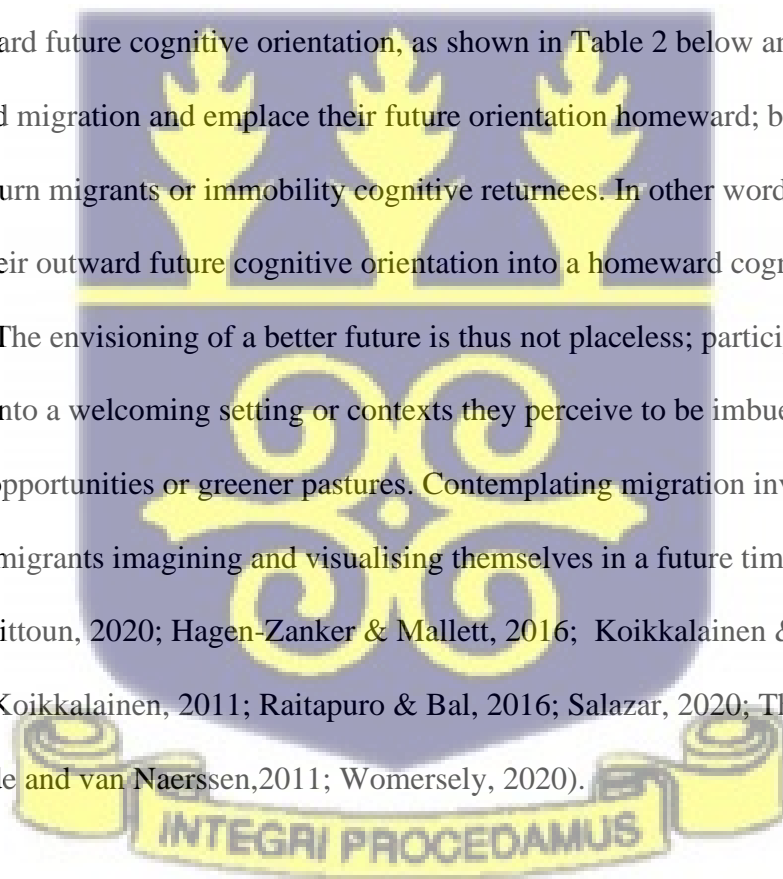 ard future cognitive orientation, as shown in Table 2 below an
d migration and emplace their future orientation homeward; b
urn migrants or immobility cognitive returnees. In other word
eir outward future cognitive orientation into a homeward cogn
The envisioning of a better future is thus not placeless; partici
nto a welcoming setting or contexts they perceive to be imbue
opportunities or greener pastures. Contemplating migration inv
migrants imagining and visualising themselves in a future tim
ittoun, 2020; Hagen-Zanker & Mallett, 2016; Koikkalainen &
Koikkalainen, 2011; Raitapuro & Bal, 2016; Salazar, 2020; Th
le and van Naerssen,2011; Womersely, 2020).
INTEGRI PROCEDAMUS